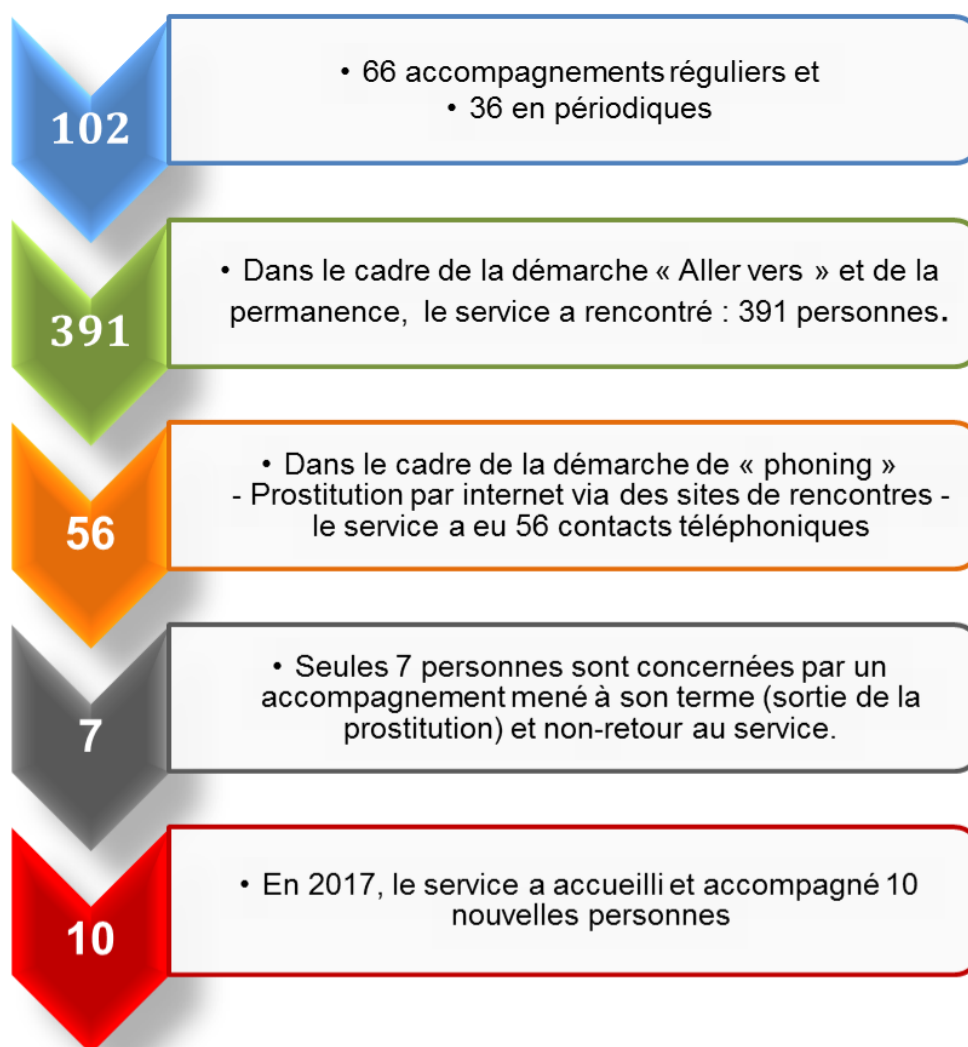 102
• 66 accompagnements réguliers et
• 36 en périodiques
391
• Dans le cadre de la démarche « Aller vers » et de la
permanence, le service a rencontré : 391 personnes.
56
• Dans le cadre de la démarche de « phoning »
- Prostitution par internet via des sites de rencontres -
le service a eu 56 contacts téléphoniques
7
• Seules 7 personnes sont concernées par un
accompagnement mené à son terme (sortie de la
prostitution) et non-retour au service.
10
• En 2017, le service a accueilli et accompagné 10
nouvelles personnes